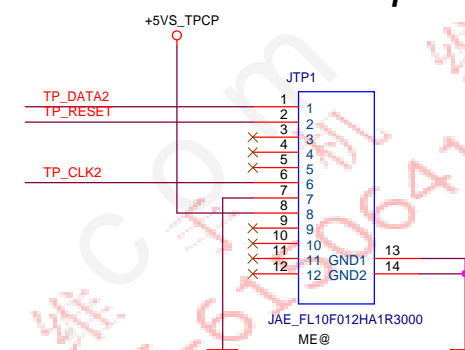 +5VS_TPCP
JTP1
TP_DATA2 1 1
TP_RESET 2 2
3 3
4 4
5 5
TP_CLK2 6 6
7 7
8 8
9 9
10 10
11 11 GND1 13
12 12 GND2 14
JAE_FL10F012HA1R3000
ME@
com